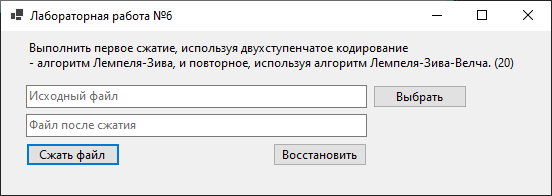 Лабораторная работа №6
Выполнить первое сжатие, используя двухступенчатое кодирование
- алгоритм Лемпеля-Зива, и повторное, используя алгоритм Лемпеля-Зива-Велча. (20)
Исходный файл
Выбрать
Файл после сжатия
Сжать файл
Восстановить